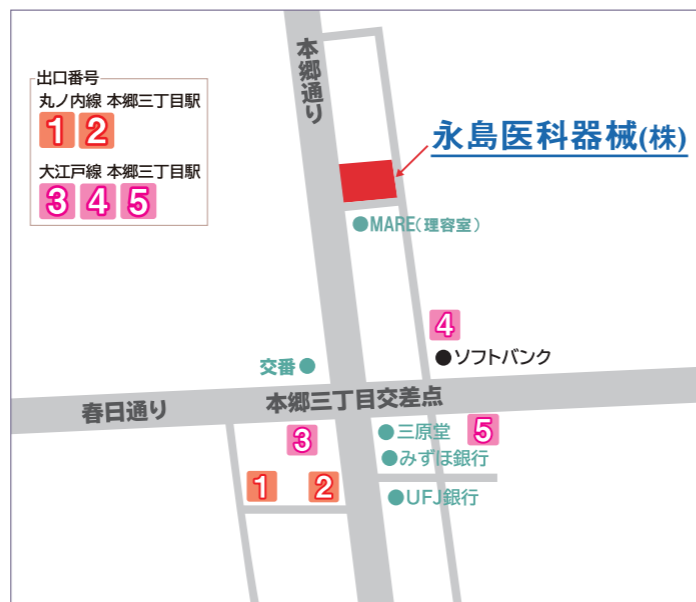 出口番号
丸ノ内線 本郷三丁目駅
1 2
大江戸線 本郷三丁目駅
3 4 5
本郷通り
永島医科器械(株)
MARE(理容室)
4
ソフトバンク
交番
春日通り
本郷三丁目交差点
3
三原堂
5
みずほ銀行
1 2
UFJ銀行